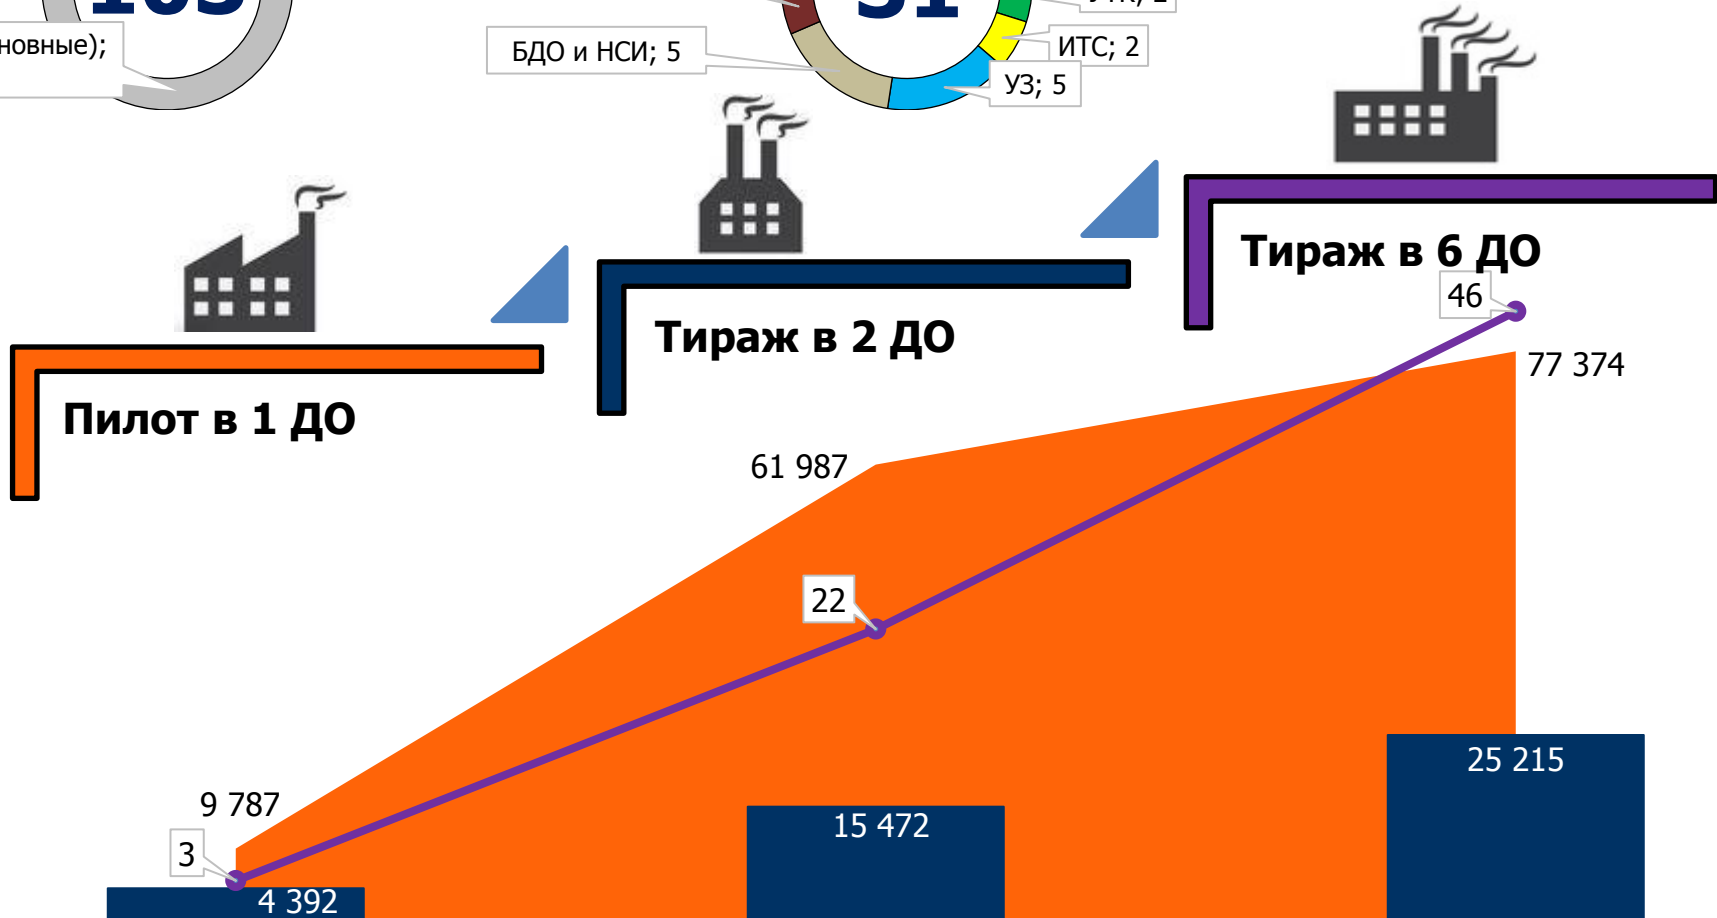 новные);
БДО и НСИ; 5
ИТС; 2
УЗ; 5
Тираж в 6 ДО
46
Тираж в 2 ДО
77 374
Пилот в 1 ДО
61 987
22
25 215
9 787
15 472
3
4 392